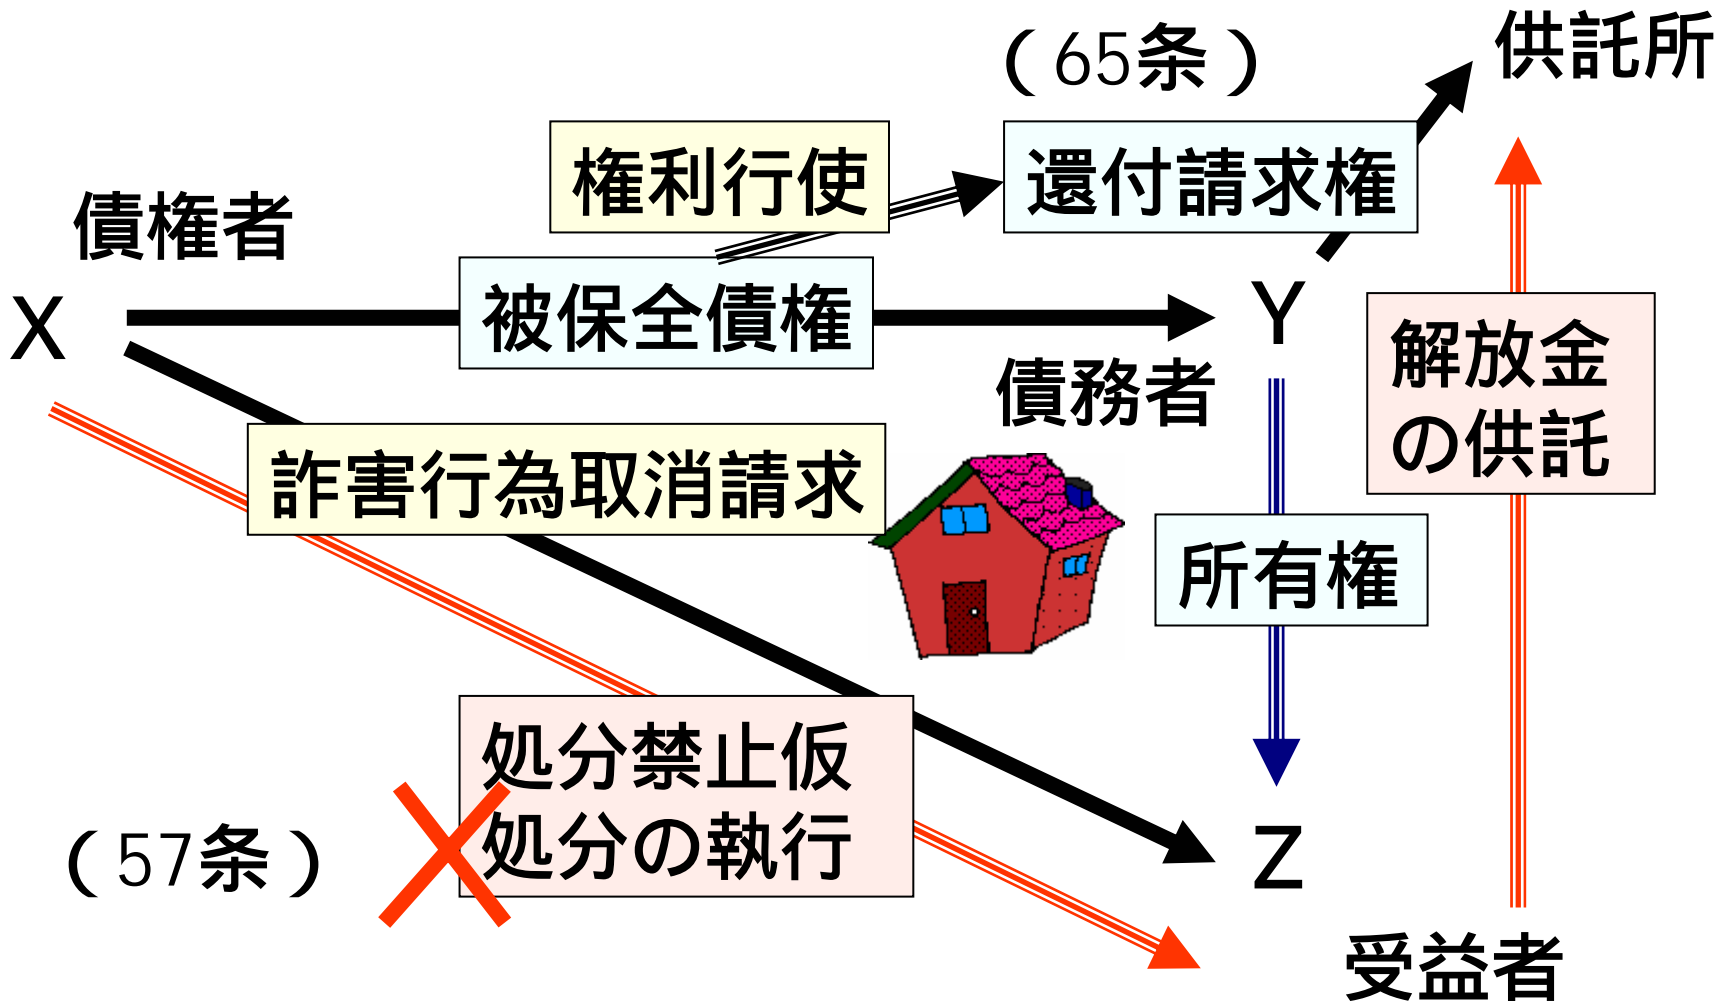 供託所
（65条）
権利行使
還付請求権
債権者
X
被保全債権
Y
債務者
解放金
の供託
詐害行為取消請求
所有権
処分禁止仮
処分の執行
（57条）
Z
受益者